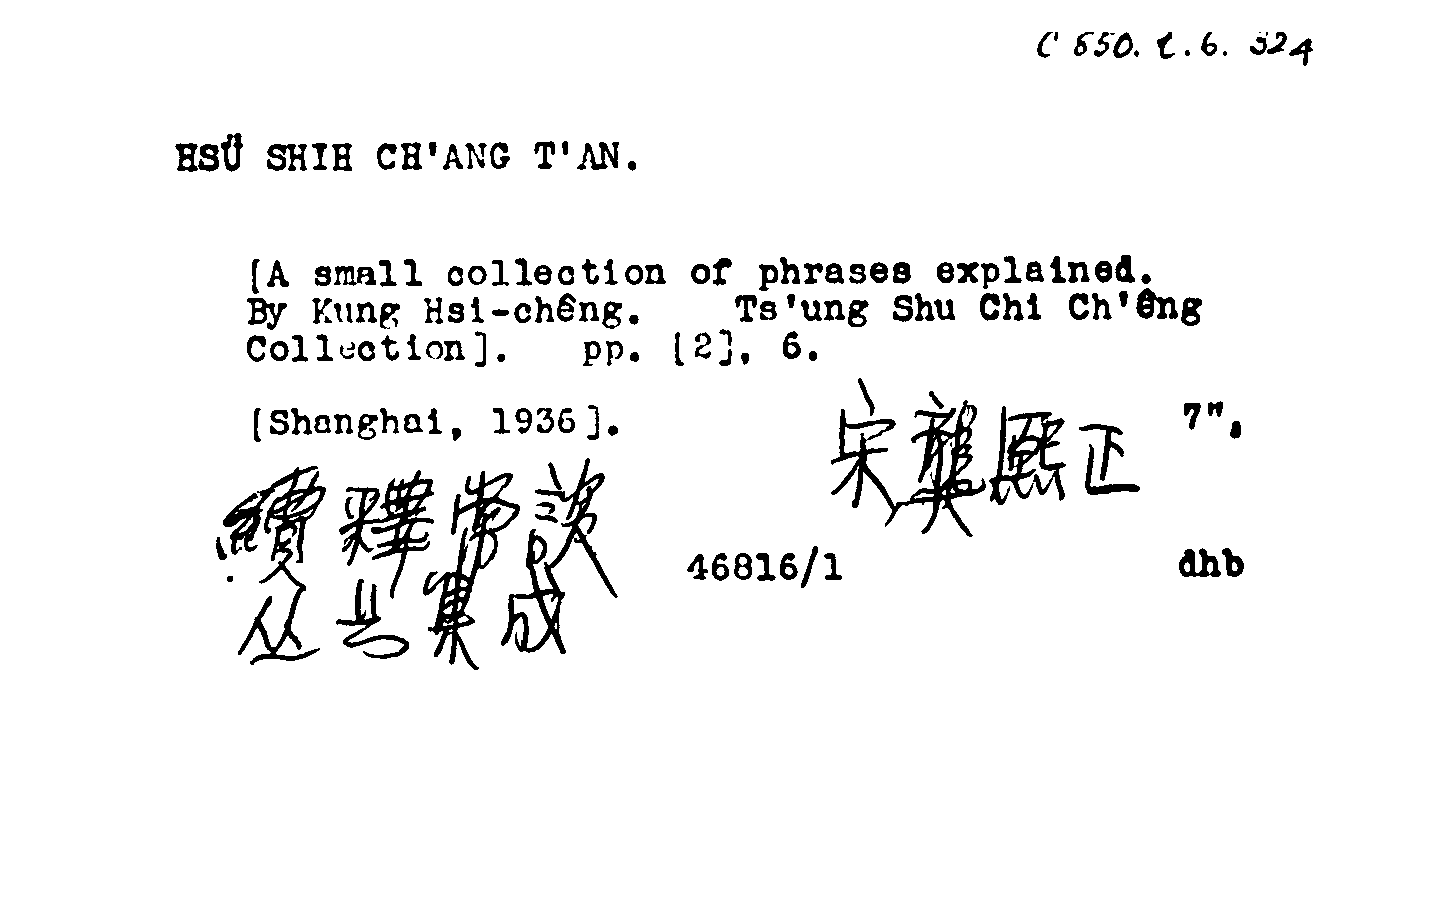 C 650. t. 6. 324
HSÜ SHIH CH'ANG T'AN.
[A small collection of phrases explained.
By Kung Hsi-chêng. Ts'ung Shu Chi Ch'êng
Collection]. pp. [2], 6.
[Shanghai, 1936]. 宋龔熙正 7".
續釋常談
46816/1 dhb
丛书集成